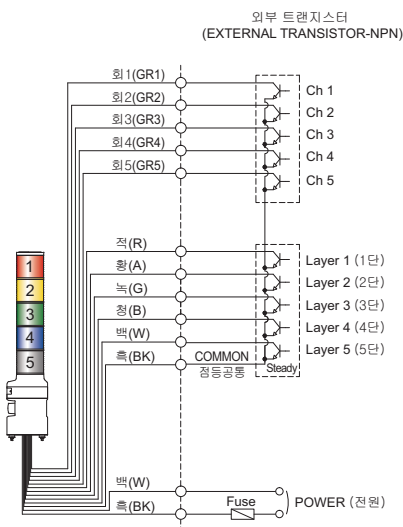 외부 트랜지스터
(EXTERNAL TRANSISTOR-NPN)
회1(GR1)
회2(GR2)
회3(GR3)
회4(GR4)
회5(GR5)
Ch 1
Ch 2
Ch 3
Ch 4
Ch 5
적(R)
황(A)
녹(G)
청(B)
백(W)
흑(BK)
COMMON
점등공통
Layer 1 (1단)
Layer 2 (2단)
Layer 3 (3단)
Layer 4 (4단)
Layer 5 (5단)
Steady
1
2
3
4
5
백(W)
흑(BK)
Fuse
POWER (전원)